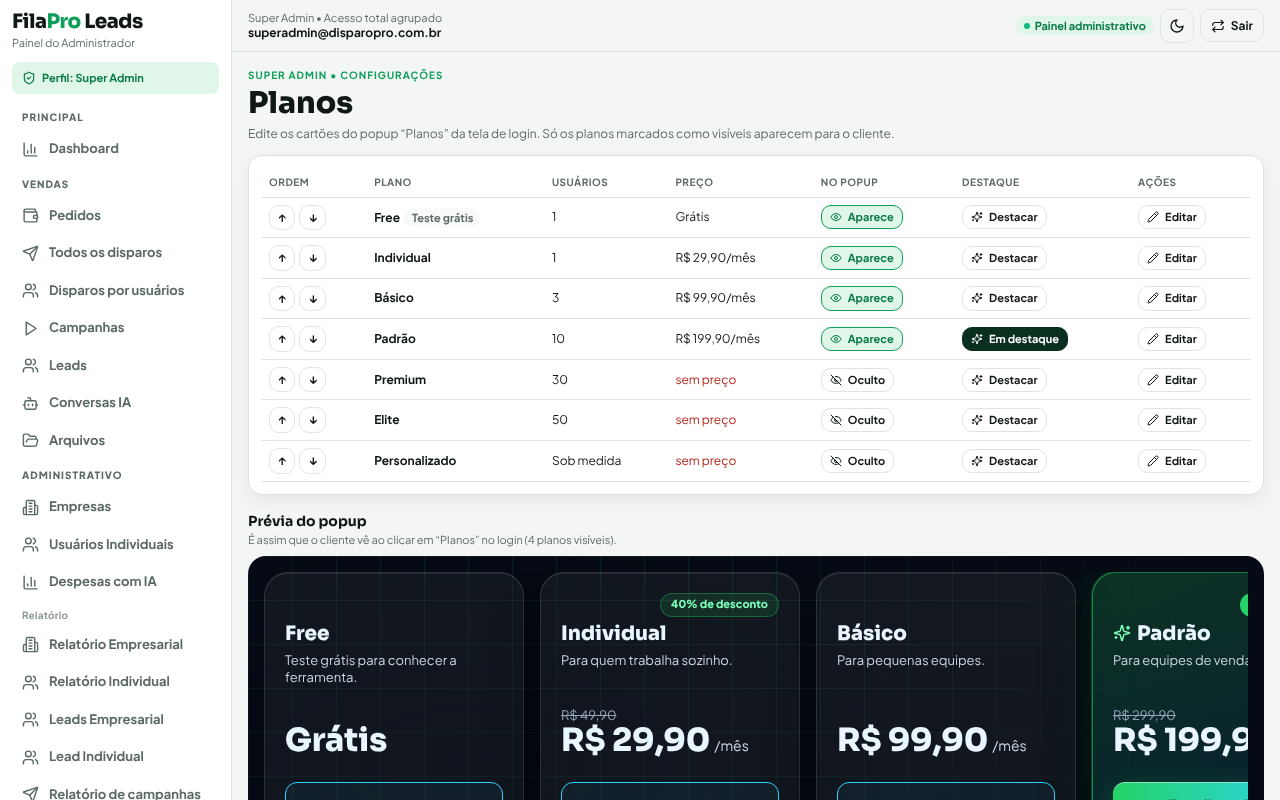 FilaPro Leads
Painel do Administrador
Perfil: Super Admin
PRINCIPAL
Dashboard
VENDAS
Pedidos
Todos os disparos
Disparos por usuários
Campanhas
Leads
Conversas IA
Arquivos
ADMINISTRATIVO
Empresas
Usuários Individuais
Despesas com IA
Relatório
Relatório Empresarial
Relatório Individual
Leads Empresarial
Lead Individual
Relatório de campanhas
Super Admin • Acesso total agrupado
superadmin@disparopro.com.br
Painel administrativo
Sair
SUPER ADMIN • CONFIGURAÇÕES
Planos
Edite os cartões do popup “Planos” da tela de login. Só os planos marcados como visíveis aparecem para o cliente.
ORDEM PLANO USUÁRIOS PREÇO NO POPUP DESTAQUE AÇÕES
Free Teste grátis 1 Grátis Aparece Destacar Editar
Individual 1 R$ 29,90/mês Aparece Destacar Editar
Básico 3 R$ 99,90/mês Aparece Destacar Editar
Padrão 10 R$ 199,90/mês Aparece Em destaque Editar
Premium 30 sem preço Oculto Destacar Editar
Elite 50 sem preço Oculto Destacar Editar
Personalizado Sob medida sem preço Oculto Destacar Editar
Prévia do popup
É assim que o cliente vê ao clicar em “Planos” no login (4 planos visíveis).
Free
Teste grátis para conhecer a
ferramenta.
Grátis
40% de desconto
Individual
Para quem trabalha sozinho.
R$ 49,90
R$ 29,90 /mês
Básico
Para pequenas equipes.
R$ 99,90 /mês
Padrão
Para equipes de venda
R$ 299,90
R$ 199,9